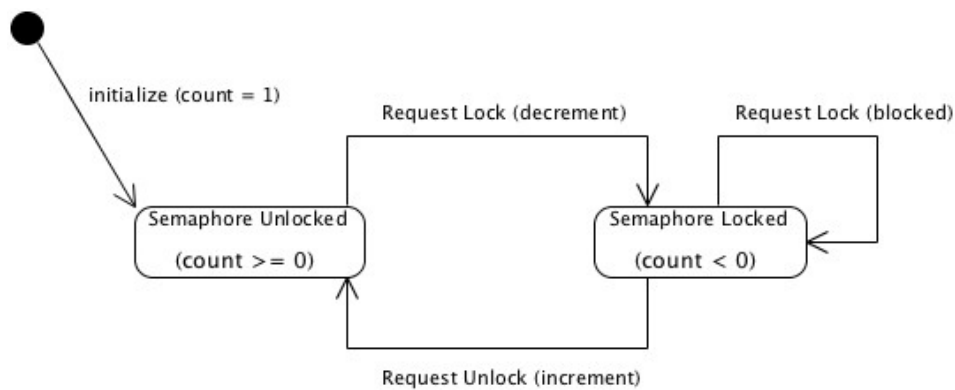 initialize (count = 1)
Request Lock (decrement)
Request Lock (blocked)
Semaphore Unlocked
(count >= 0)
Semaphore Locked
(count < 0)
Request Unlock (increment)